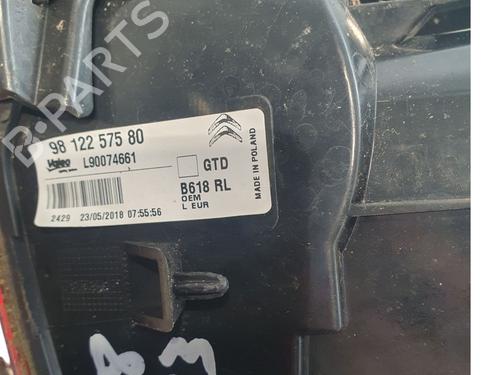 B-PARTS
98 122 575 80
Valeo L90074661
GTD
B618 RL
OEM
L EUR
MADE IN POLAND
2429 23/05/2018 07:55:56